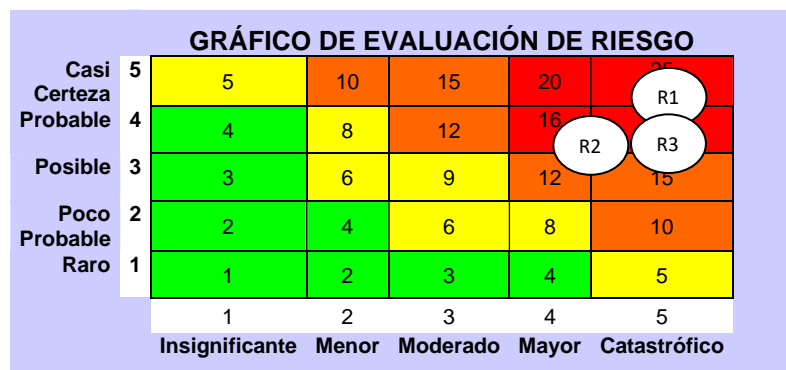 GRÁFICO DE EVALUACIÓN DE RIESGO
Casi Certeza 5 5 10 15 20 25
R1
Probable 4 4 8 12 16
R2 R3
Posible 3 3 6 9 12 15
Poco Probable 2 2 4 6 8 10
Raro 1 1 2 3 4 5
1 2 3 4 5
Insignificante Menor Moderado Mayor Catastrófico